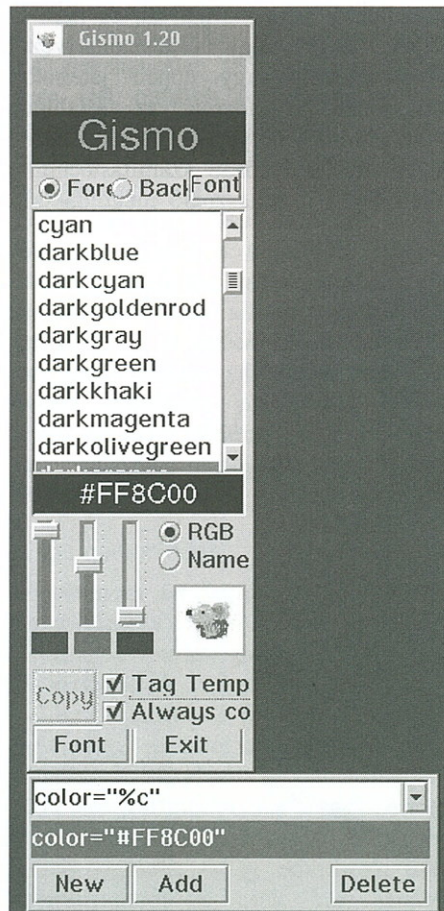 Gismo 1.20
Gismo
Fore Back Font
cyan
darkblue
darkcyan
darkgoldenrod
darkgray
darkgreen
darkkhaki
darkmagenta
darkolivegreen
darkorange
#FF8C00
RGB
Name
Copy Tag Temp
Always co
Font Exit
color="%c"
color="#FF8C00"
New Add Delete